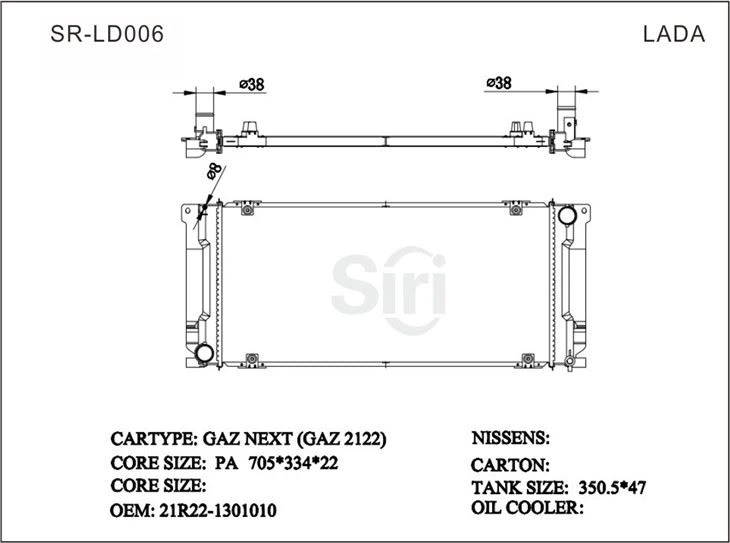 SR-LD006
LADA
⌀38
⌀38
⌀8
Siri
CARTYPE: GAZ NEXT (GAZ 2122)
CORE SIZE: PA 705*334*22
CORE SIZE:
OEM: 21R22-1301010
NISSENS:
CARTON:
TANK SIZE: 350.5*47
OIL COOLER: